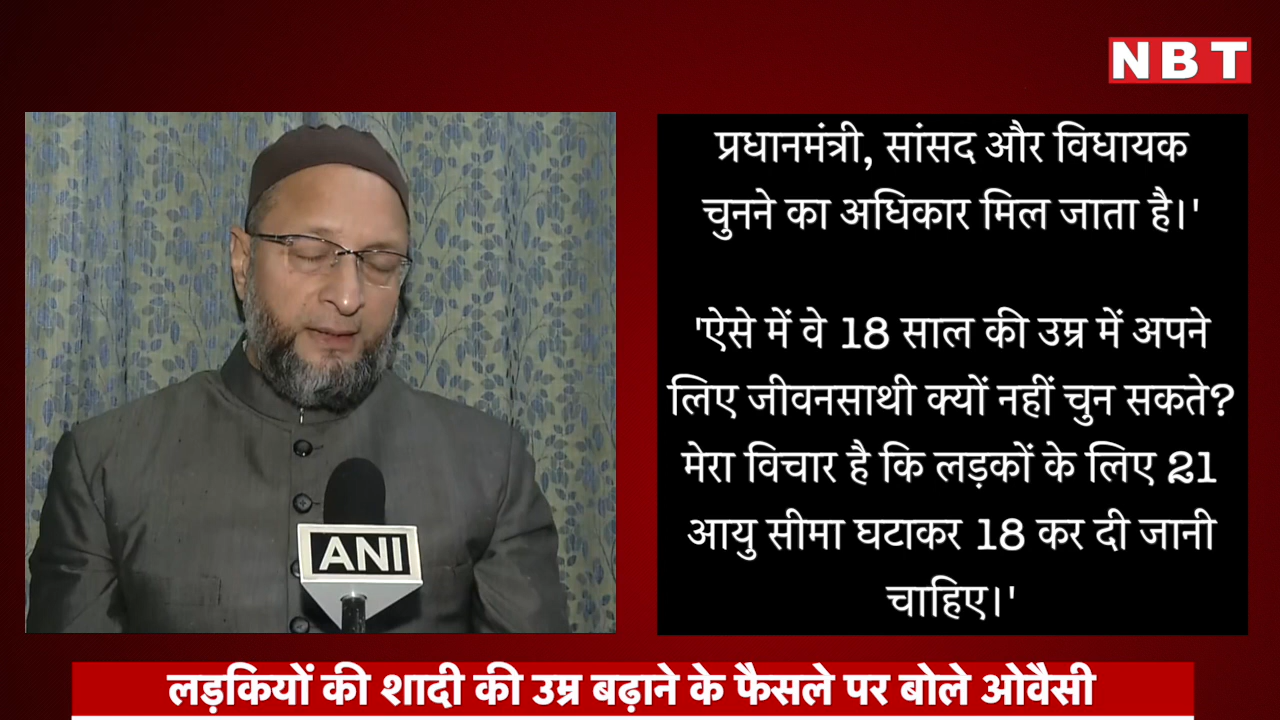 NBT
प्रधानमंत्री, सांसद और विधायक
चुनने का अधिकार मिल जाता है।'
'ऐसे में वे 18 साल की उम्र में अपने
लिए जीवनसाथी क्यों नहीं चुन सकते?
मेरा विचार है कि लड़कों के लिए 21
आयु सीमा घटाकर 18 कर दी जानी
चाहिए।'
ANI
लड़कियों की शादी की उम्र बढ़ाने के फैसले पर बोले ओवैसी